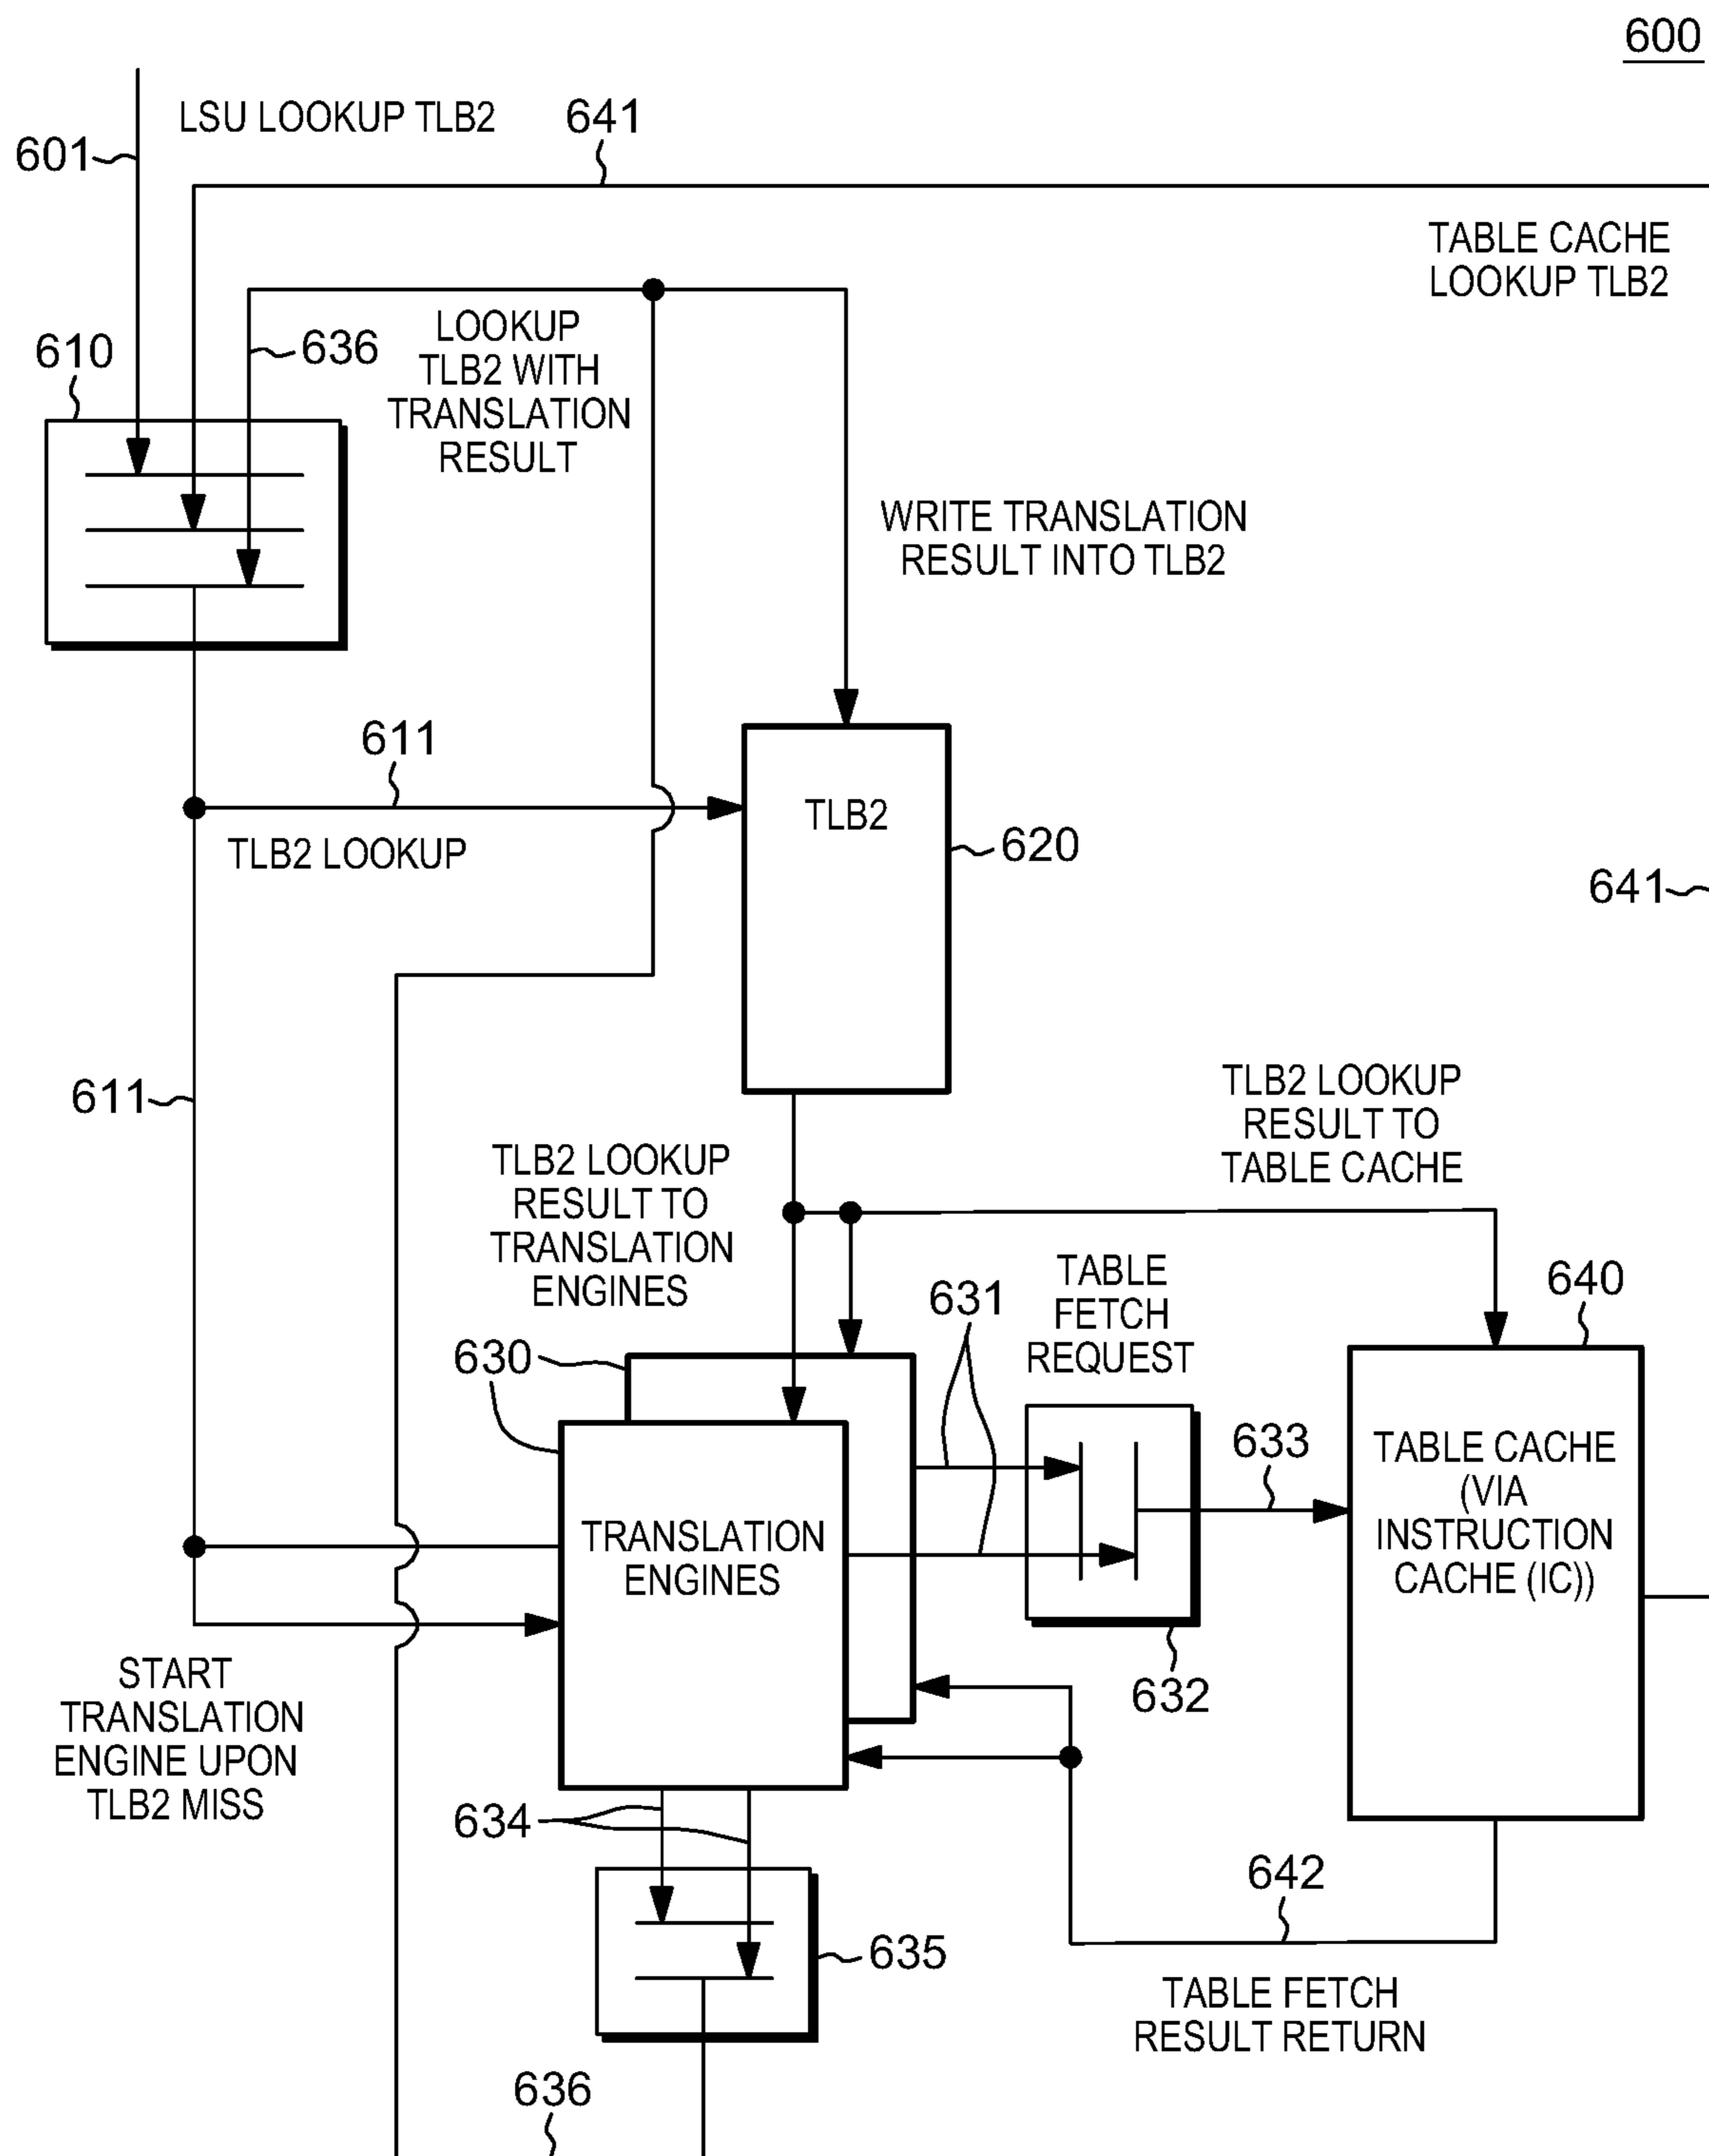 600
LSU LOOKUP TLB2
641
601
TABLE CACHE
LOOKUP TLB2
LOOKUP
TLB2 WITH
TRANSLATION
RESULT
636
610
WRITE TRANSLATION
RESULT INTO TLB2
611
TLB2 LOOKUP
TLB2
620
641
611
TLB2 LOOKUP
RESULT TO
TABLE CACHE
TLB2 LOOKUP
RESULT TO
TRANSLATION
ENGINES
631
TABLE
FETCH
REQUEST
640
630
633
TABLE CACHE
(VIA
INSTRUCTION
CACHE (IC))
TRANSLATION
ENGINES
632
START
TRANSLATION
ENGINE UPON
TLB2 MISS
634
642
635
TABLE FETCH
RESULT RETURN
636